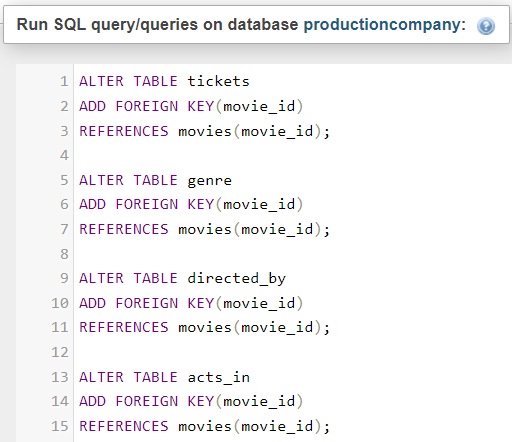 Run SQL query/queries on database productioncompany:
1 ALTER TABLE tickets
2 ADD FOREIGN KEY(movie_id)
3 REFERENCES movies(movie_id);
4
5 ALTER TABLE genre
6 ADD FOREIGN KEY(movie_id)
7 REFERENCES movies(movie_id);
8
9 ALTER TABLE directed_by
10 ADD FOREIGN KEY(movie_id)
11 REFERENCES movies(movie_id);
12
13 ALTER TABLE acts_in
14 ADD FOREIGN KEY(movie_id)
15 REFERENCES movies(movie_id);